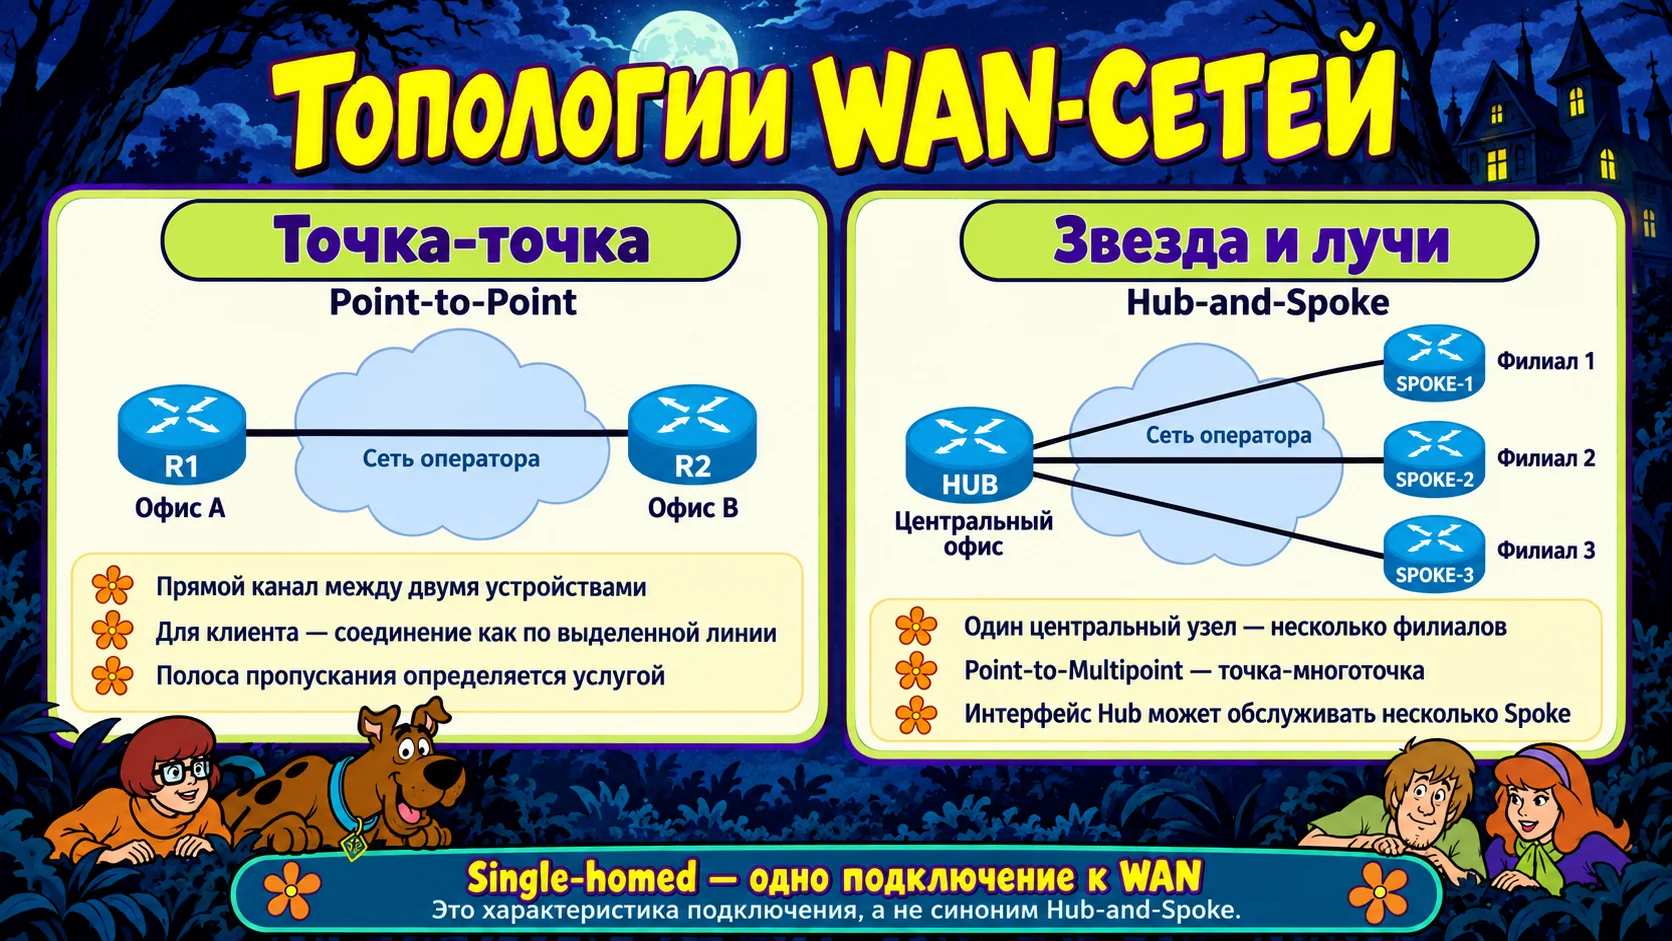 Топологии WAN-сетей
Точка-точка
Point-to-Point
R1
Сеть оператора
R2
Офис A
Офис B
Прямой канал между двумя устройствами
Для клиента — соединение как по выделенной линии
Полоса пропускания определяется услугой
Звезда и лучи
Hub-and-Spoke
SPOKE-1
Филиал 1
Сеть оператора
HUB
SPOKE-2
Филиал 2
Центральный
офис
SPOKE-3
Филиал 3
Один центральный узел — несколько филиалов
Point-to-Multipoint — точка-многоточка
Интерфейс Hub может обслуживать несколько Spoke
Single-homed — одно подключение к WAN
Это характеристика подключения, а не синоним Hub-and-Spoke.